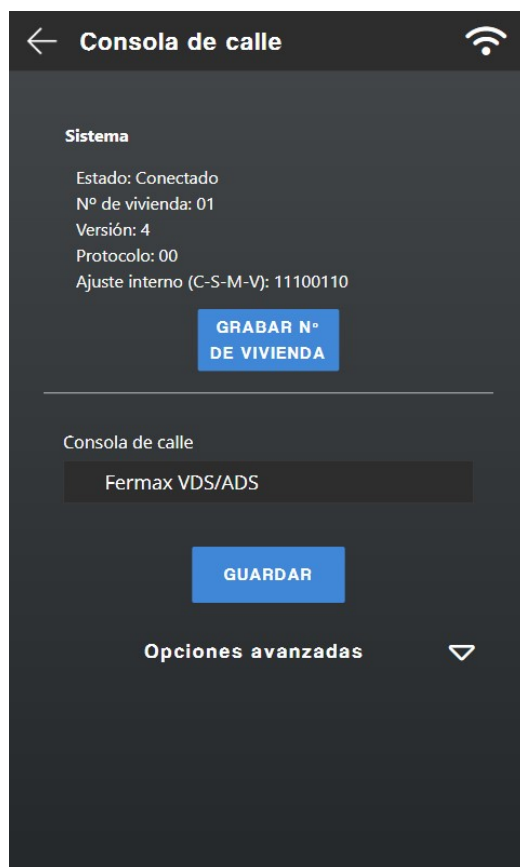 Consola de calle
Sistema
Estado: Conectado
Nº de vivienda: 01
Versión: 4
Protocolo: 00
Ajuste interno (C-S-M-V): 11100110
GRABAR Nº
DE VIVIENDA
Consola de calle
Fermax VDS/ADS
GUARDAR
Opciones avanzadas